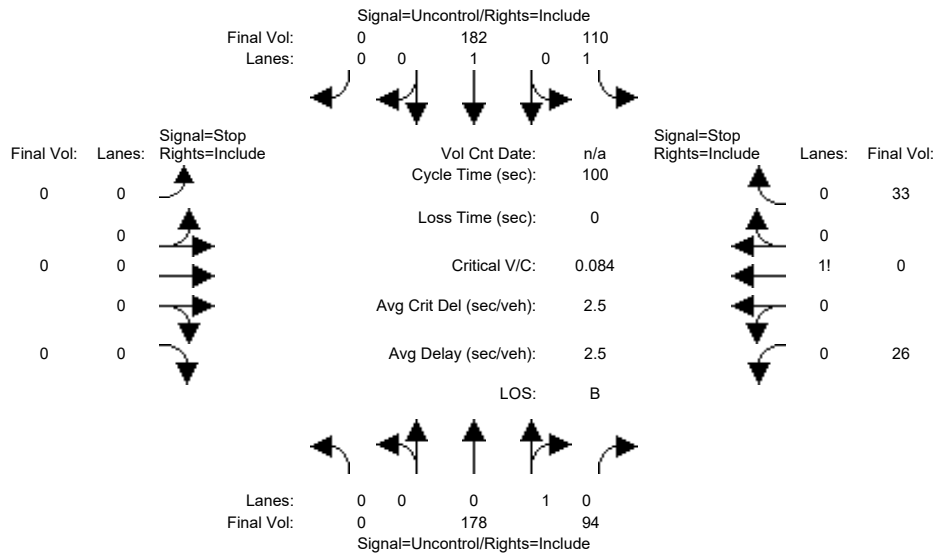 Signal=Uncontrol/Rights=Include
Final Vol: 0 182 110
Lanes: 0 0 1 0 1
Signal=Stop Signal=Stop
Final Vol: Lanes: Rights=Include Vol Cnt Date: n/a Rights=Include Lanes: Final Vol:
Cycle Time (sec): 100
0 0 0 33
Loss Time (sec): 0
0 0
0 0 Critical V/C: 0.084 1! 0
0 Avg Crit Del (sec/veh): 2.5 0
0 0 Avg Delay (sec/veh): 2.5 0 26
LOS: B
Lanes: 0 0 0 1 0
Final Vol: 0 178 94
Signal=Uncontrol/Rights=Include